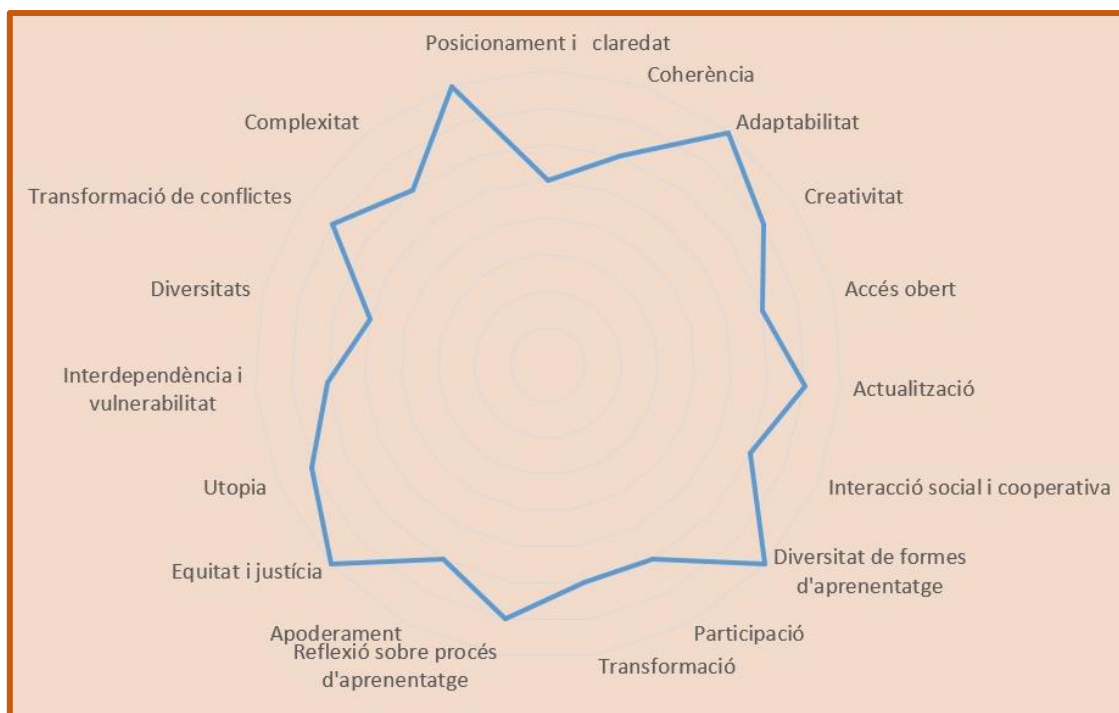 Posicionament i claredat
Coherència
Adaptabilitat
Creativitat
Accés obert
Actualització
Interacció social i cooperativa
Diversitat de formes
d'aprenentatge
Participació
Transformació
Reflexió sobre procés
d'aprenentatge
Apoderament
Equitat i justícia
Utopia
Interdependència i
vulnerabilitat
Diversitats
Transformació de conflictes
Complexitat